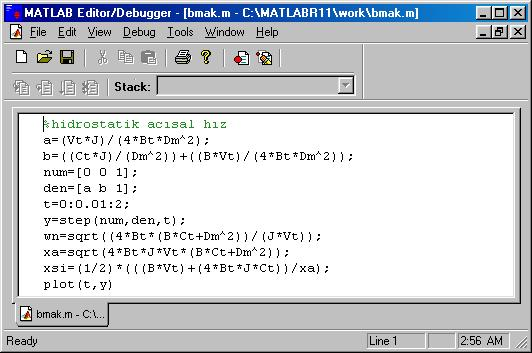 MATLAB Editor/Debugger - [bmak.m - C:\MATLABR11\work\bmak.m]
File Edit View Debug Tools Window Help
Stack:
%hidrostatik acısal hız
a=(Vt*J)/(4*Bt*Dm^2);
b=((Ct*J)/(Dm^2))+((B*Vt)/(4*Bt*Dm^2));
num=[0 0 1];
den=[a b 1];
t=0:0.01:2;
y=step(num,den,t);
wn=sqrt((4*Bt*(B*Ct+Dm^2))/(J*Vt));
xa=sqrt(4*Bt*J*Vt*(B*Ct+Dm^2));
xsi=(1/2)*(((B*Vt)+(4*Bt*J*Ct))/xa);
plot(t,y)
bmak.m - C:\...
Ready Line 1 2:56 AM